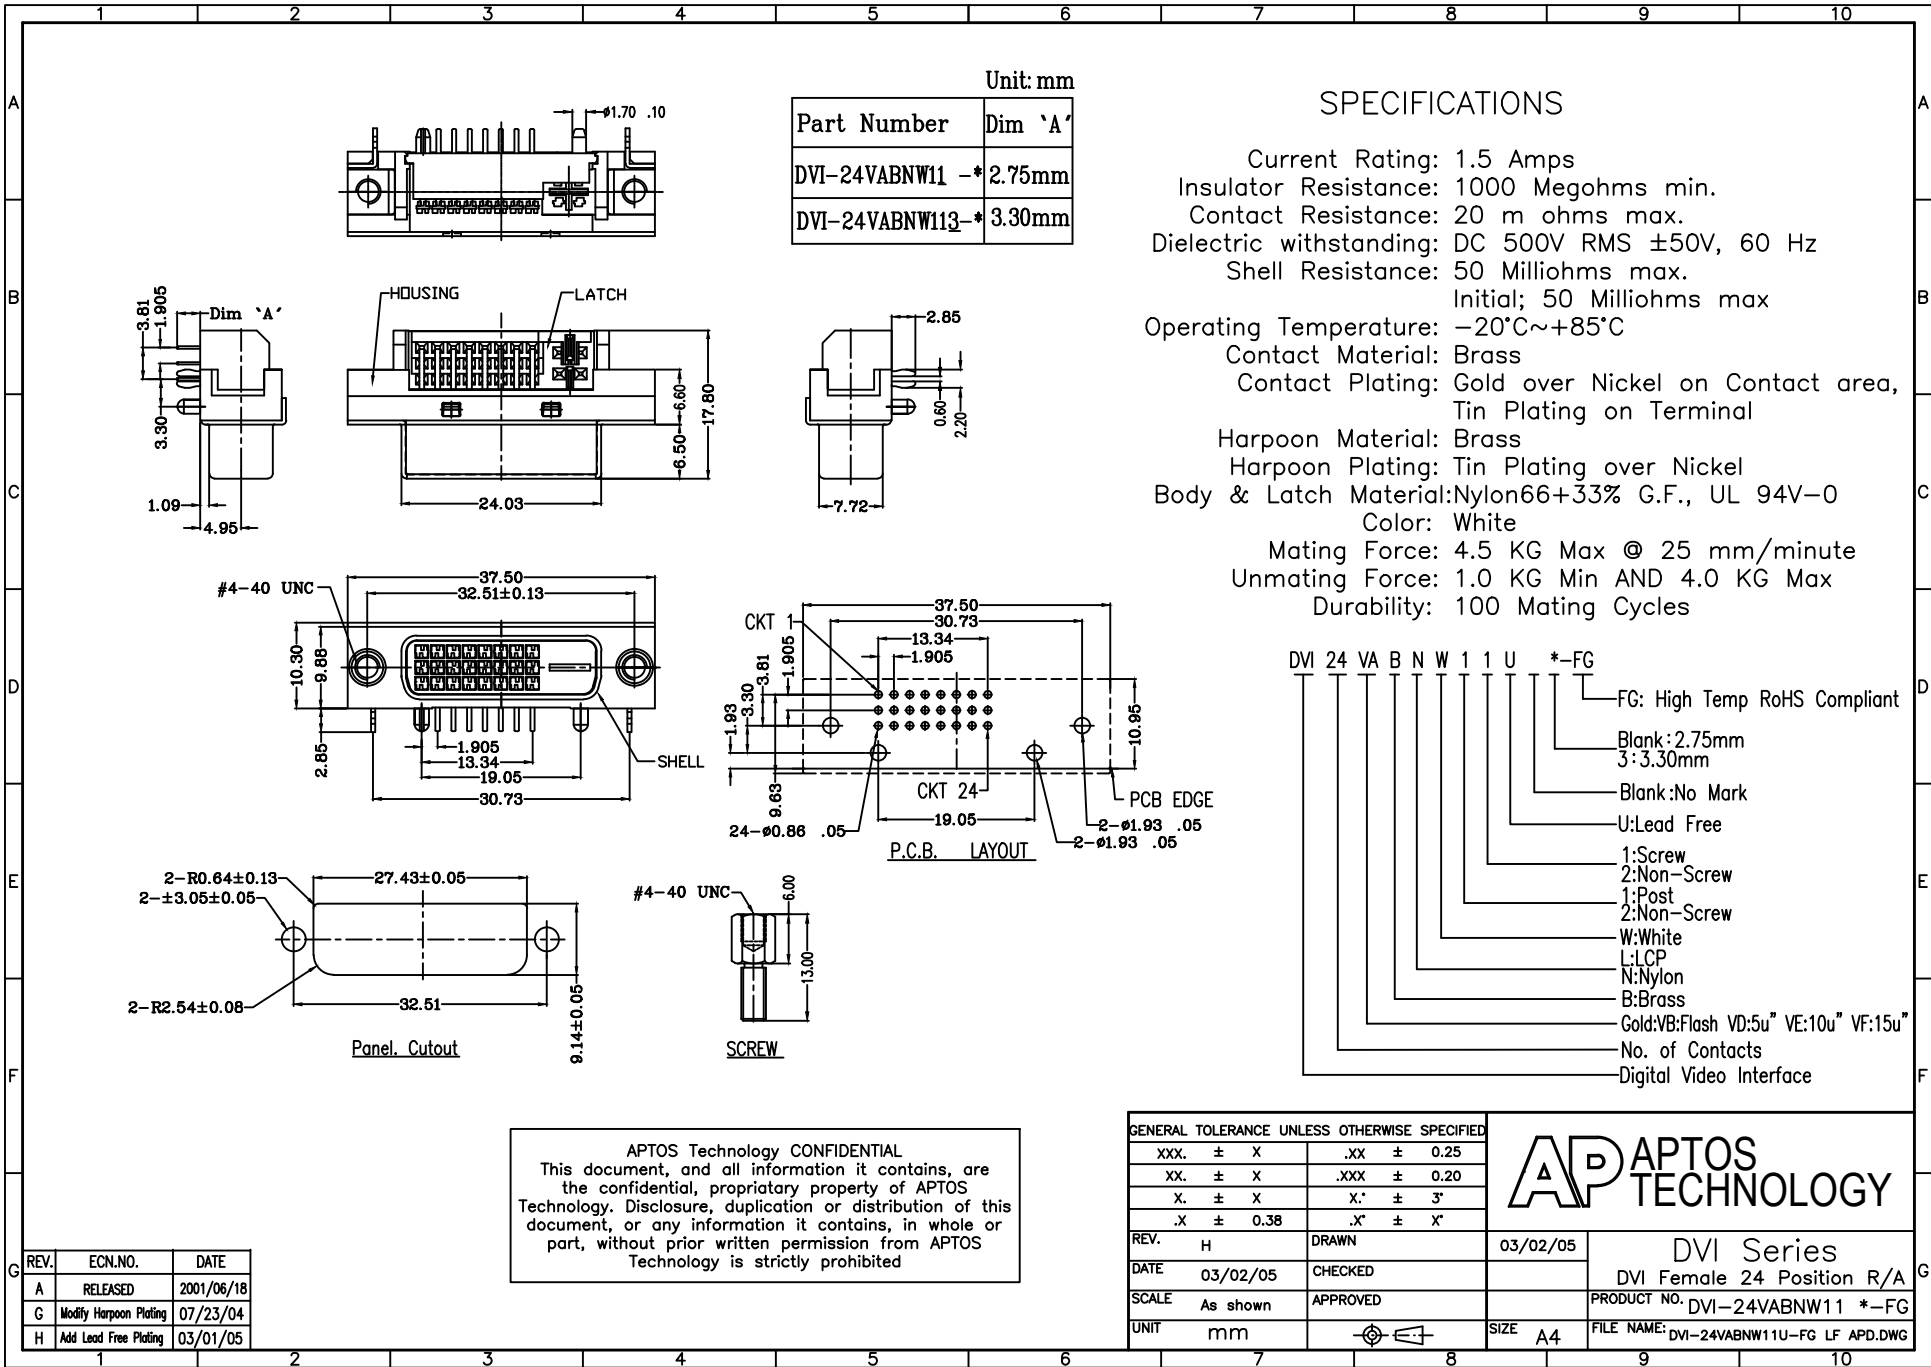 1 2 3 4 5 6 7 8 9 10
A
B
C
D
E
F
G
A
B
C
D
E
F
G
ø1.70 .10
Unit: mm
Part Number Dim `A´
DVI-24VABNW11 -* 2.75mm
DVI-24VABNW113-* 3.30mm
3.81
1.905
Dim `A´
3.30
1.09
4.95
HOUSING
LATCH
6.60
17.80
6.50
24.03
2.85
0.60
2.20
7.72
#4-40 UNC
37.50
32.51±0.13
10.30
9.88
2.85
1.905
13.34
19.05
30.73
SHELL
CKT 1
37.50
30.73
13.34
1.905
1.905
3.81
3.30
1.93
9.63
10.95
CKT 24
PCB EDGE
19.05
24-ø0.86 .05
2-ø1.93 .05
2-ø1.93 .05
P.C.B. LAYOUT
2-R0.64±0.13
27.43±0.05
2-±3.05±0.05
2-R2.54±0.08
32.51
9.14±0.05
Panel. Cutout
#4-40 UNC
6.00
13.00
SCREW
SPECIFICATIONS
Current Rating: 1.5 Amps
Insulator Resistance: 1000 Megohms min.
Contact Resistance: 20 m ohms max.
Dielectric withstanding: DC 500V RMS ±50V, 60 Hz
Shell Resistance: 50 Milliohms max.
Initial; 50 Milliohms max
Operating Temperature: -20°C~+85°C
Contact Material: Brass
Contact Plating: Gold over Nickel on Contact area,
Tin Plating on Terminal
Harpoon Material: Brass
Harpoon Plating: Tin Plating over Nickel
Body & Latch Material:Nylon66+33% G.F., UL 94V-0
Color: White
Mating Force: 4.5 KG Max @ 25 mm/minute
Unmating Force: 1.0 KG Min AND 4.0 KG Max
Durability: 100 Mating Cycles
DVI 24 VA B N W 1 1 U *-FG
FG: High Temp RoHS Compliant
Blank:2.75mm
3:3.30mm
Blank:No Mark
U:Lead Free
1:Screw
2:Non-Screw
1:Post
2:Non-Screw
W:White
L:LCP
N:Nylon
B:Brass
Gold:VB:Flash VD:5u" VE:10u" VF:15u"
No. of Contacts
Digital Video Interface
APTOS Technology CONFIDENTIAL
This document, and all information it contains, are
the confidential, propriatary property of APTOS
Technology. Disclosure, duplication or distribution of this
document, or any information it contains, in whole or
part, without prior written permission from APTOS
Technology is strictly prohibited
REV. ECN.NO. DATE
A RELEASED 2001/06/18
G Modify Harpoon Plating 07/23/04
H Add Lead Free Plating 03/01/05
GENERAL TOLERANCE UNLESS OTHERWISE SPECIFIED
XXX. ± X .XX ± 0.25
XX. ± X .XXX ± 0.20
X. ± X X.° ± 3°
.X ± 0.38 .X° ± X°
REV. H DRAWN 03/02/05
DATE 03/02/05 CHECKED
SCALE As shown APPROVED
UNIT mm
SIZE A4
AP APTOS
TECHNOLOGY
DVI Series
DVI Female 24 Position R/A
PRODUCT NO. DVI-24VABNW11 *-FG
FILE NAME: DVI-24VABNW11U-FG LF APD.DWG
1 2 3 4 5 6 7 8 9 10